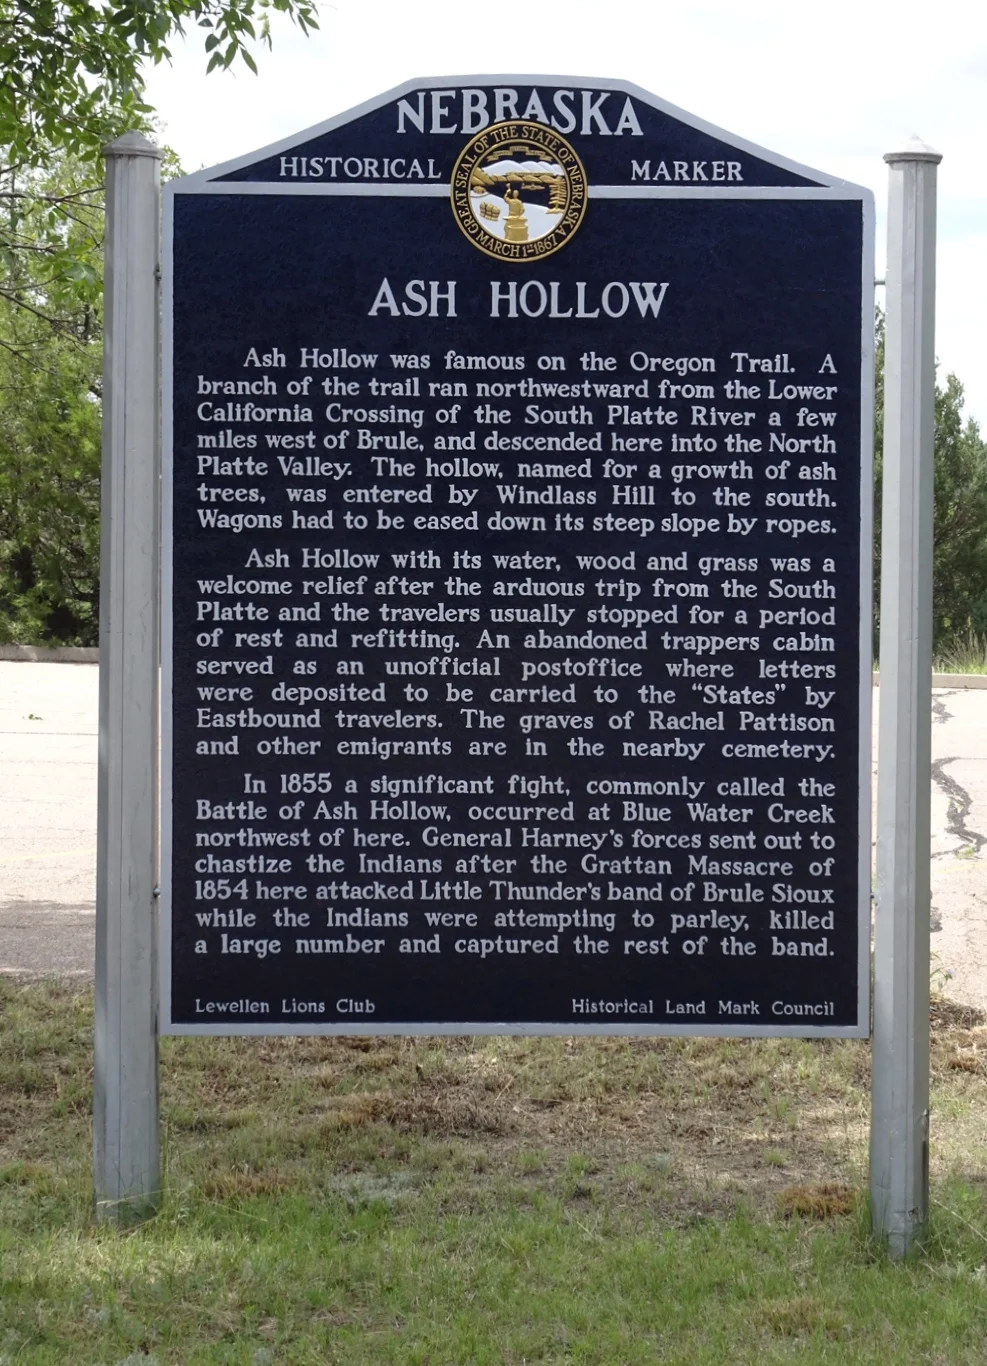 NEBRASKA
HISTORICAL MARKER
GREAT SEAL OF THE STATE OF NEBRASKA
MARCH 1ST 1867
ASH HOLLOW
Ash Hollow was famous on the Oregon Trail. A
branch of the trail ran northwestward from the Lower
California Crossing of the South Platte River a few
miles west of Brule, and descended here into the North
Platte Valley. The hollow, named for a growth of ash
trees, was entered by Windlass Hill to the south.
Wagons had to be eased down its steep slope by ropes.
Ash Hollow with its water, wood and grass was a
welcome relief after the arduous trip from the South
Platte and the travelers usually stopped for a period
of rest and refitting. An abandoned trappers cabin
served as an unofficial postoffice where letters
were deposited to be carried to the “States” by
Eastbound travelers. The graves of Rachel Pattison
and other emigrants are in the nearby cemetery.
In 1855 a significant fight, commonly called the
Battle of Ash Hollow, occurred at Blue Water Creek
northwest of here. General Harney's forces sent out to
chastize the Indians after the Grattan Massacre of
1854 here attacked Little Thunder's band of Brule Sioux
while the Indians were attempting to parley, killed
a large number and captured the rest of the band.
Lewellen Lions Club Historical Land Mark Council